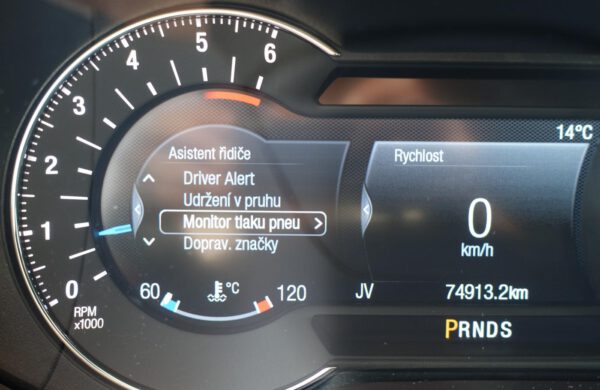 6
5
4
3
2
1
0
RPM
x1000
14°C
Asistent řidiče
Driver Alert
Udržení v pruhu
Monitor tlaku pneu >
Doprav. značky
Rychlost
0
km/h
60 °C 120
JV 74913.2km
PRNDS